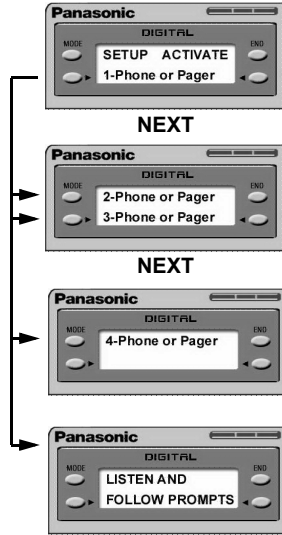 Panasonic
DIGITAL
MODE END
SETUP ACTIVATE
1-Phone or Pager
NEXT
Panasonic
DIGITAL
MODE END
2-Phone or Pager
3-Phone or Pager
NEXT
Panasonic
DIGITAL
MODE END
4-Phone or Pager
Panasonic
DIGITAL
MODE END
LISTEN AND
FOLLOW PROMPTS